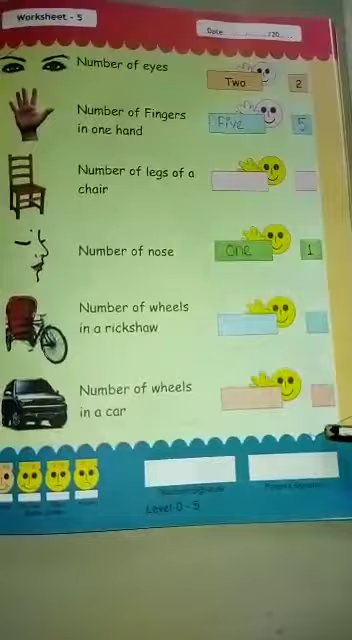 Worksheet - 5
Date
/20
Number of eyes
Two
2
Number of Fingers
in one hand
Five
5
Number of legs of a
chair
Number of nose
One
1
Number of wheels
in a rickshaw
Number of wheels
in a car
Level-0 - 5